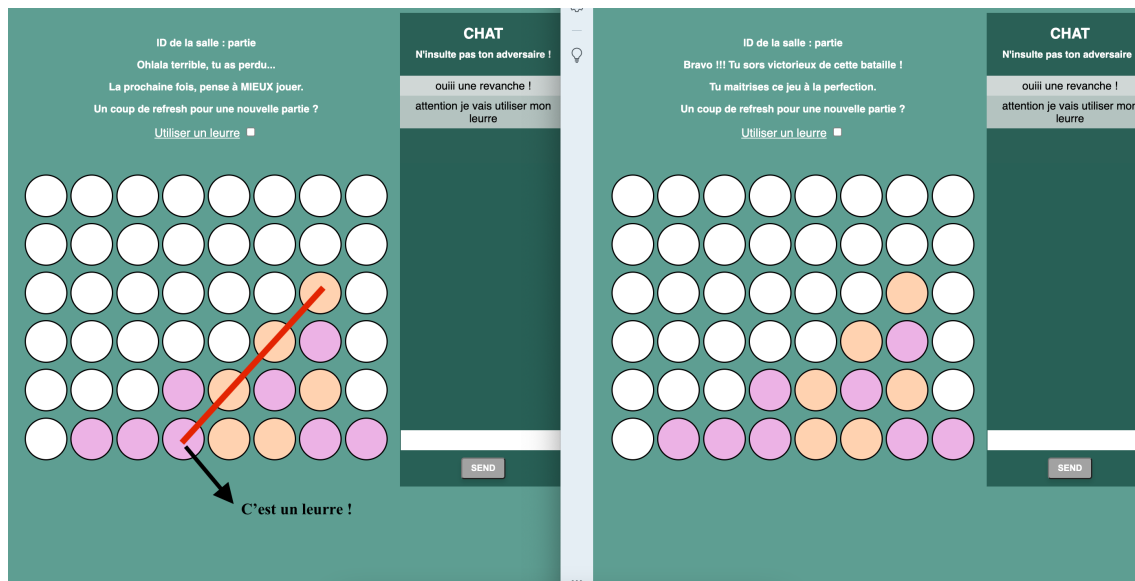 ID de la salle : partie
Ohlala terrible, tu as perdu...
La prochaine fois, pense à MIEUX jouer.
Un coup de refresh pour une nouvelle partie ?
Utiliser un leurre
CHAT
N'insulte pas ton adversaire !
ouiii une revanche !
attention je vais utiliser mon
leurre
SEND
C'est un leurre !
ID de la salle : partie
Bravo !!! Tu sors victorieux de cette bataille !
Tu maitrises ce jeu à la perfection.
Un coup de refresh pour une nouvelle partie ?
Utiliser un leurre
CHAT
N'insulte pas ton adversaire
ouiii une revanche !
attention je vais utiliser mon
leurre
SEND